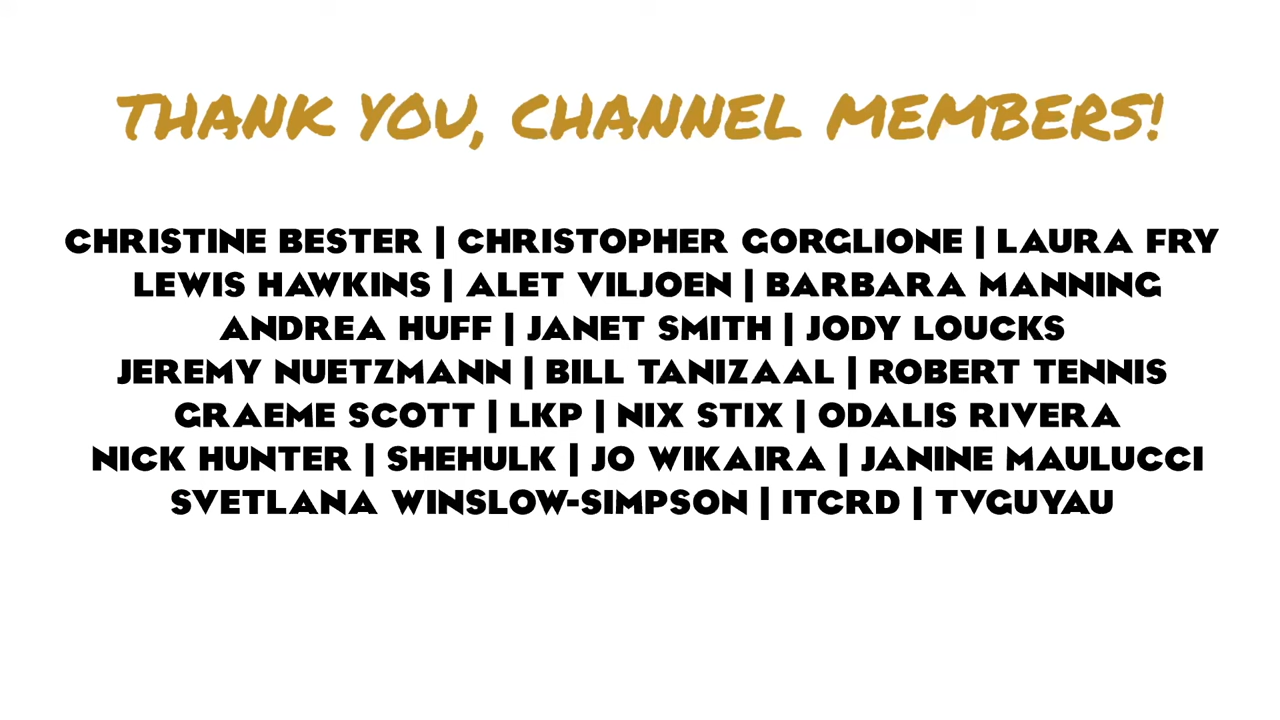 THANK YOU, CHANNEL MEMBERS!
CHRISTINE BESTER | CHRISTOPHER GORGLIONE | LAURA FRY
LEWIS HAWKINS | ALET VILJOEN | BARBARA MANNING
ANDREA HUFF | JANET SMITH | JODY LOUCKS
JEREMY NUETZMANN | BILL TANIZAAL | ROBERT TENNIS
GRAEME SCOTT | LKP | NIX STIX | ODALIS RIVERA
NICK HUNTER | SHEHULK | JO WIKAIRA | JANINE MAULUCCI
SVETLANA WINSLOW-SIMPSON | ITCRD | TVGUYAU